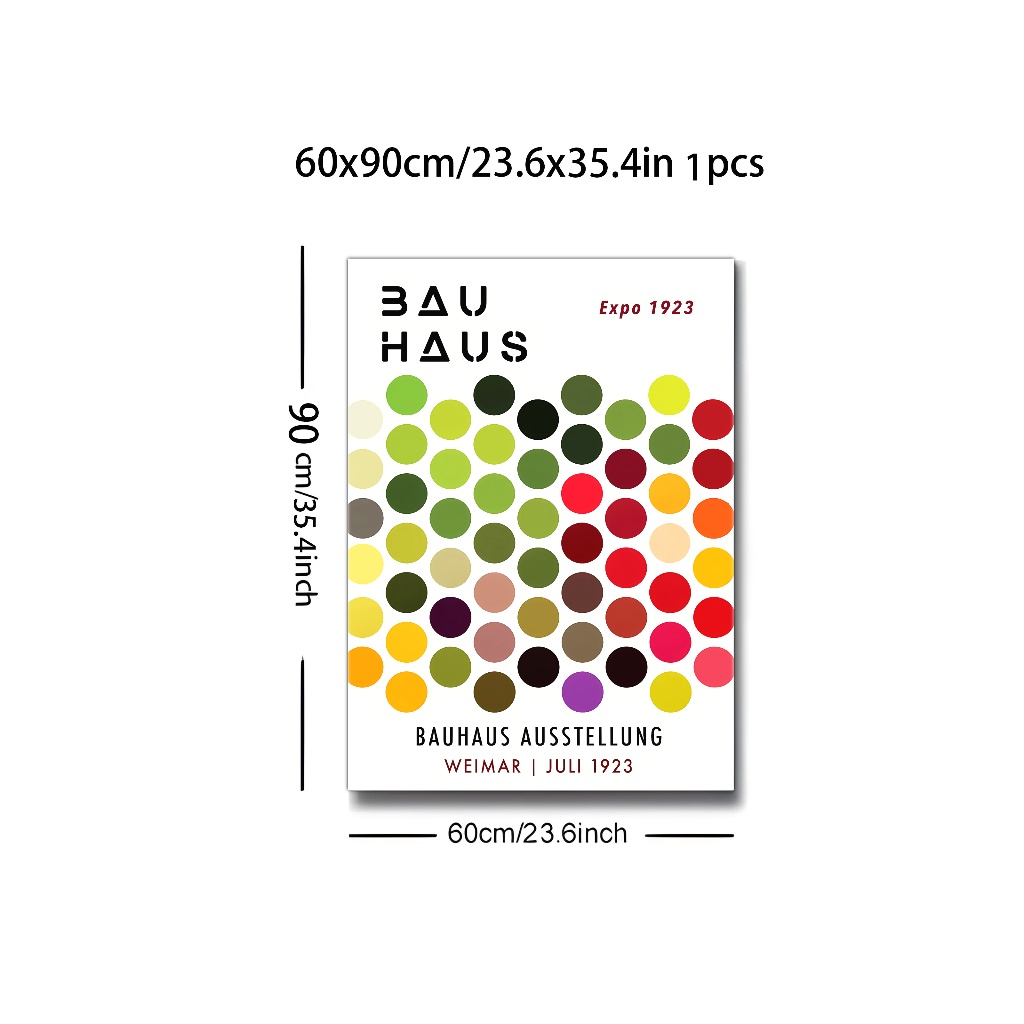 60x90cm/23.6x35.4in 1pcs
BAU
HAUS
Expo 1923
90 cm/35.4inch
BAUHAUS AUSSTELLUNG
WEIMAR | JULI 1923
60cm/23.6inch